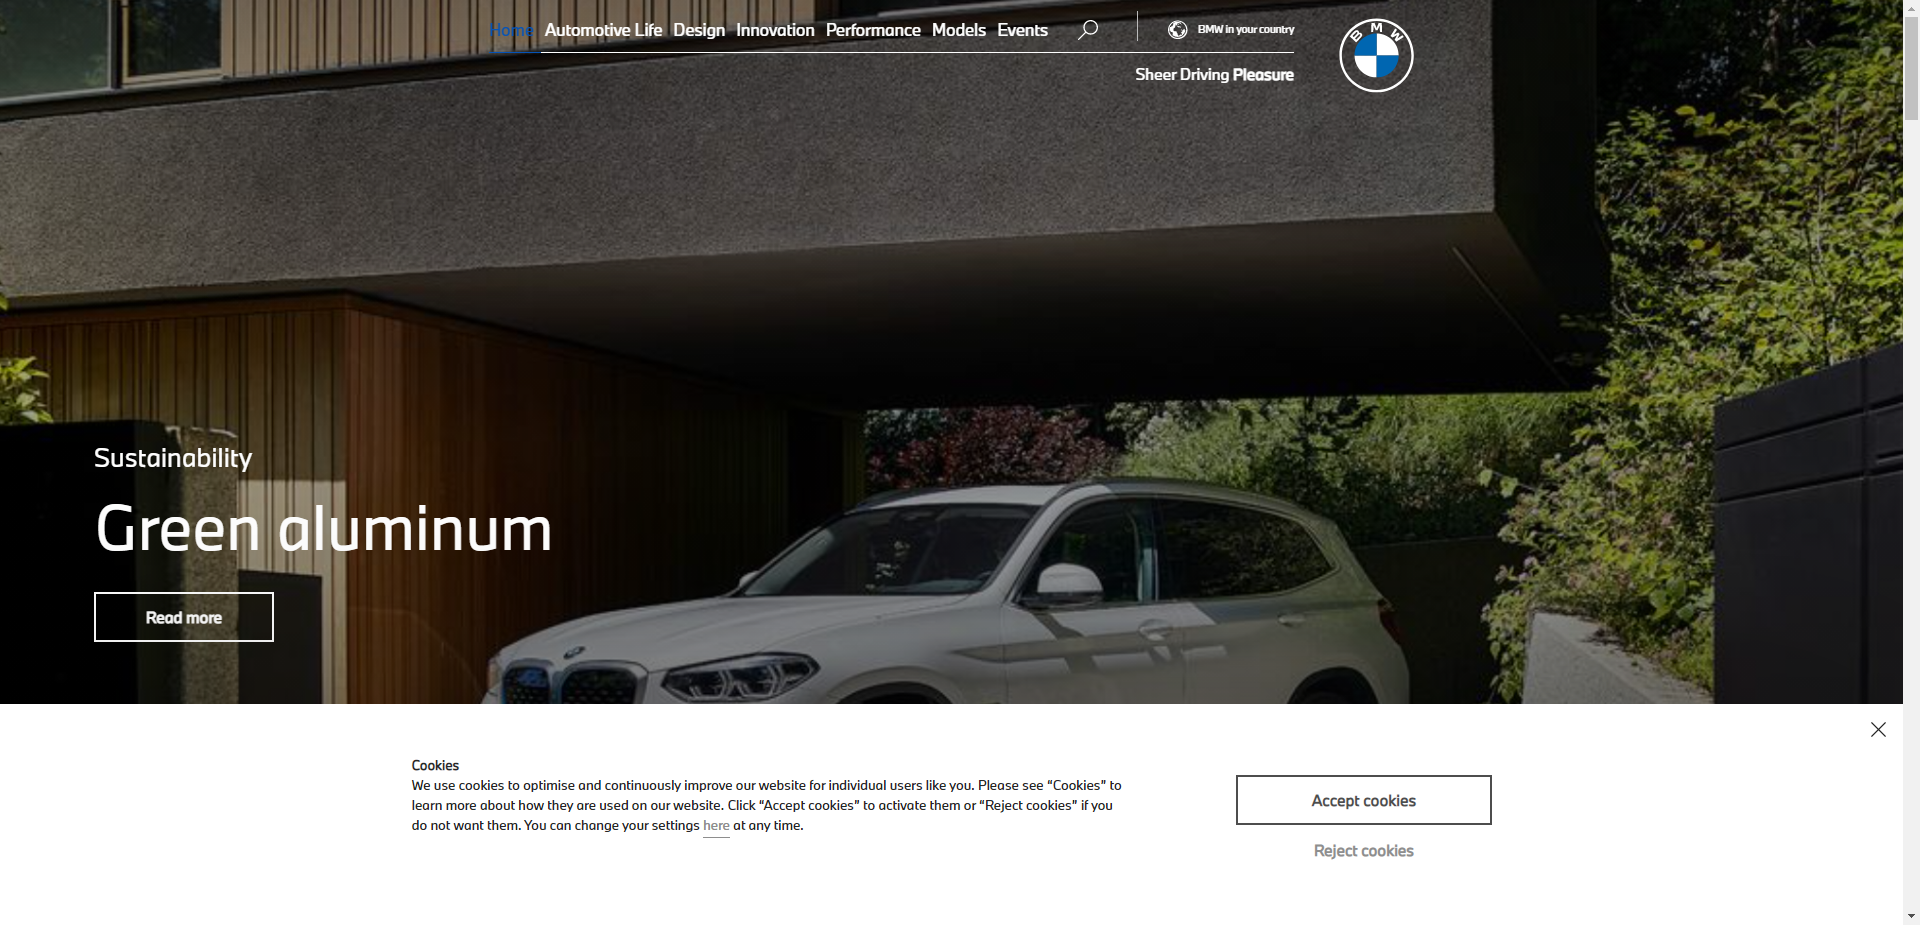 Home Automotive Life Design Innovation Performance Models Events BMW in your country
BMW
Sheer Driving Pleasure
Sustainability
Green aluminum
Read more
Cookies
We use cookies to optimise and continuously improve our website for individual users like you. Please see “Cookies” to
learn more about how they are used on our website. Click “Accept cookies” to activate them or “Reject cookies” if you
do not want them. You can change your settings here at any time.
Accept cookies
Reject cookies